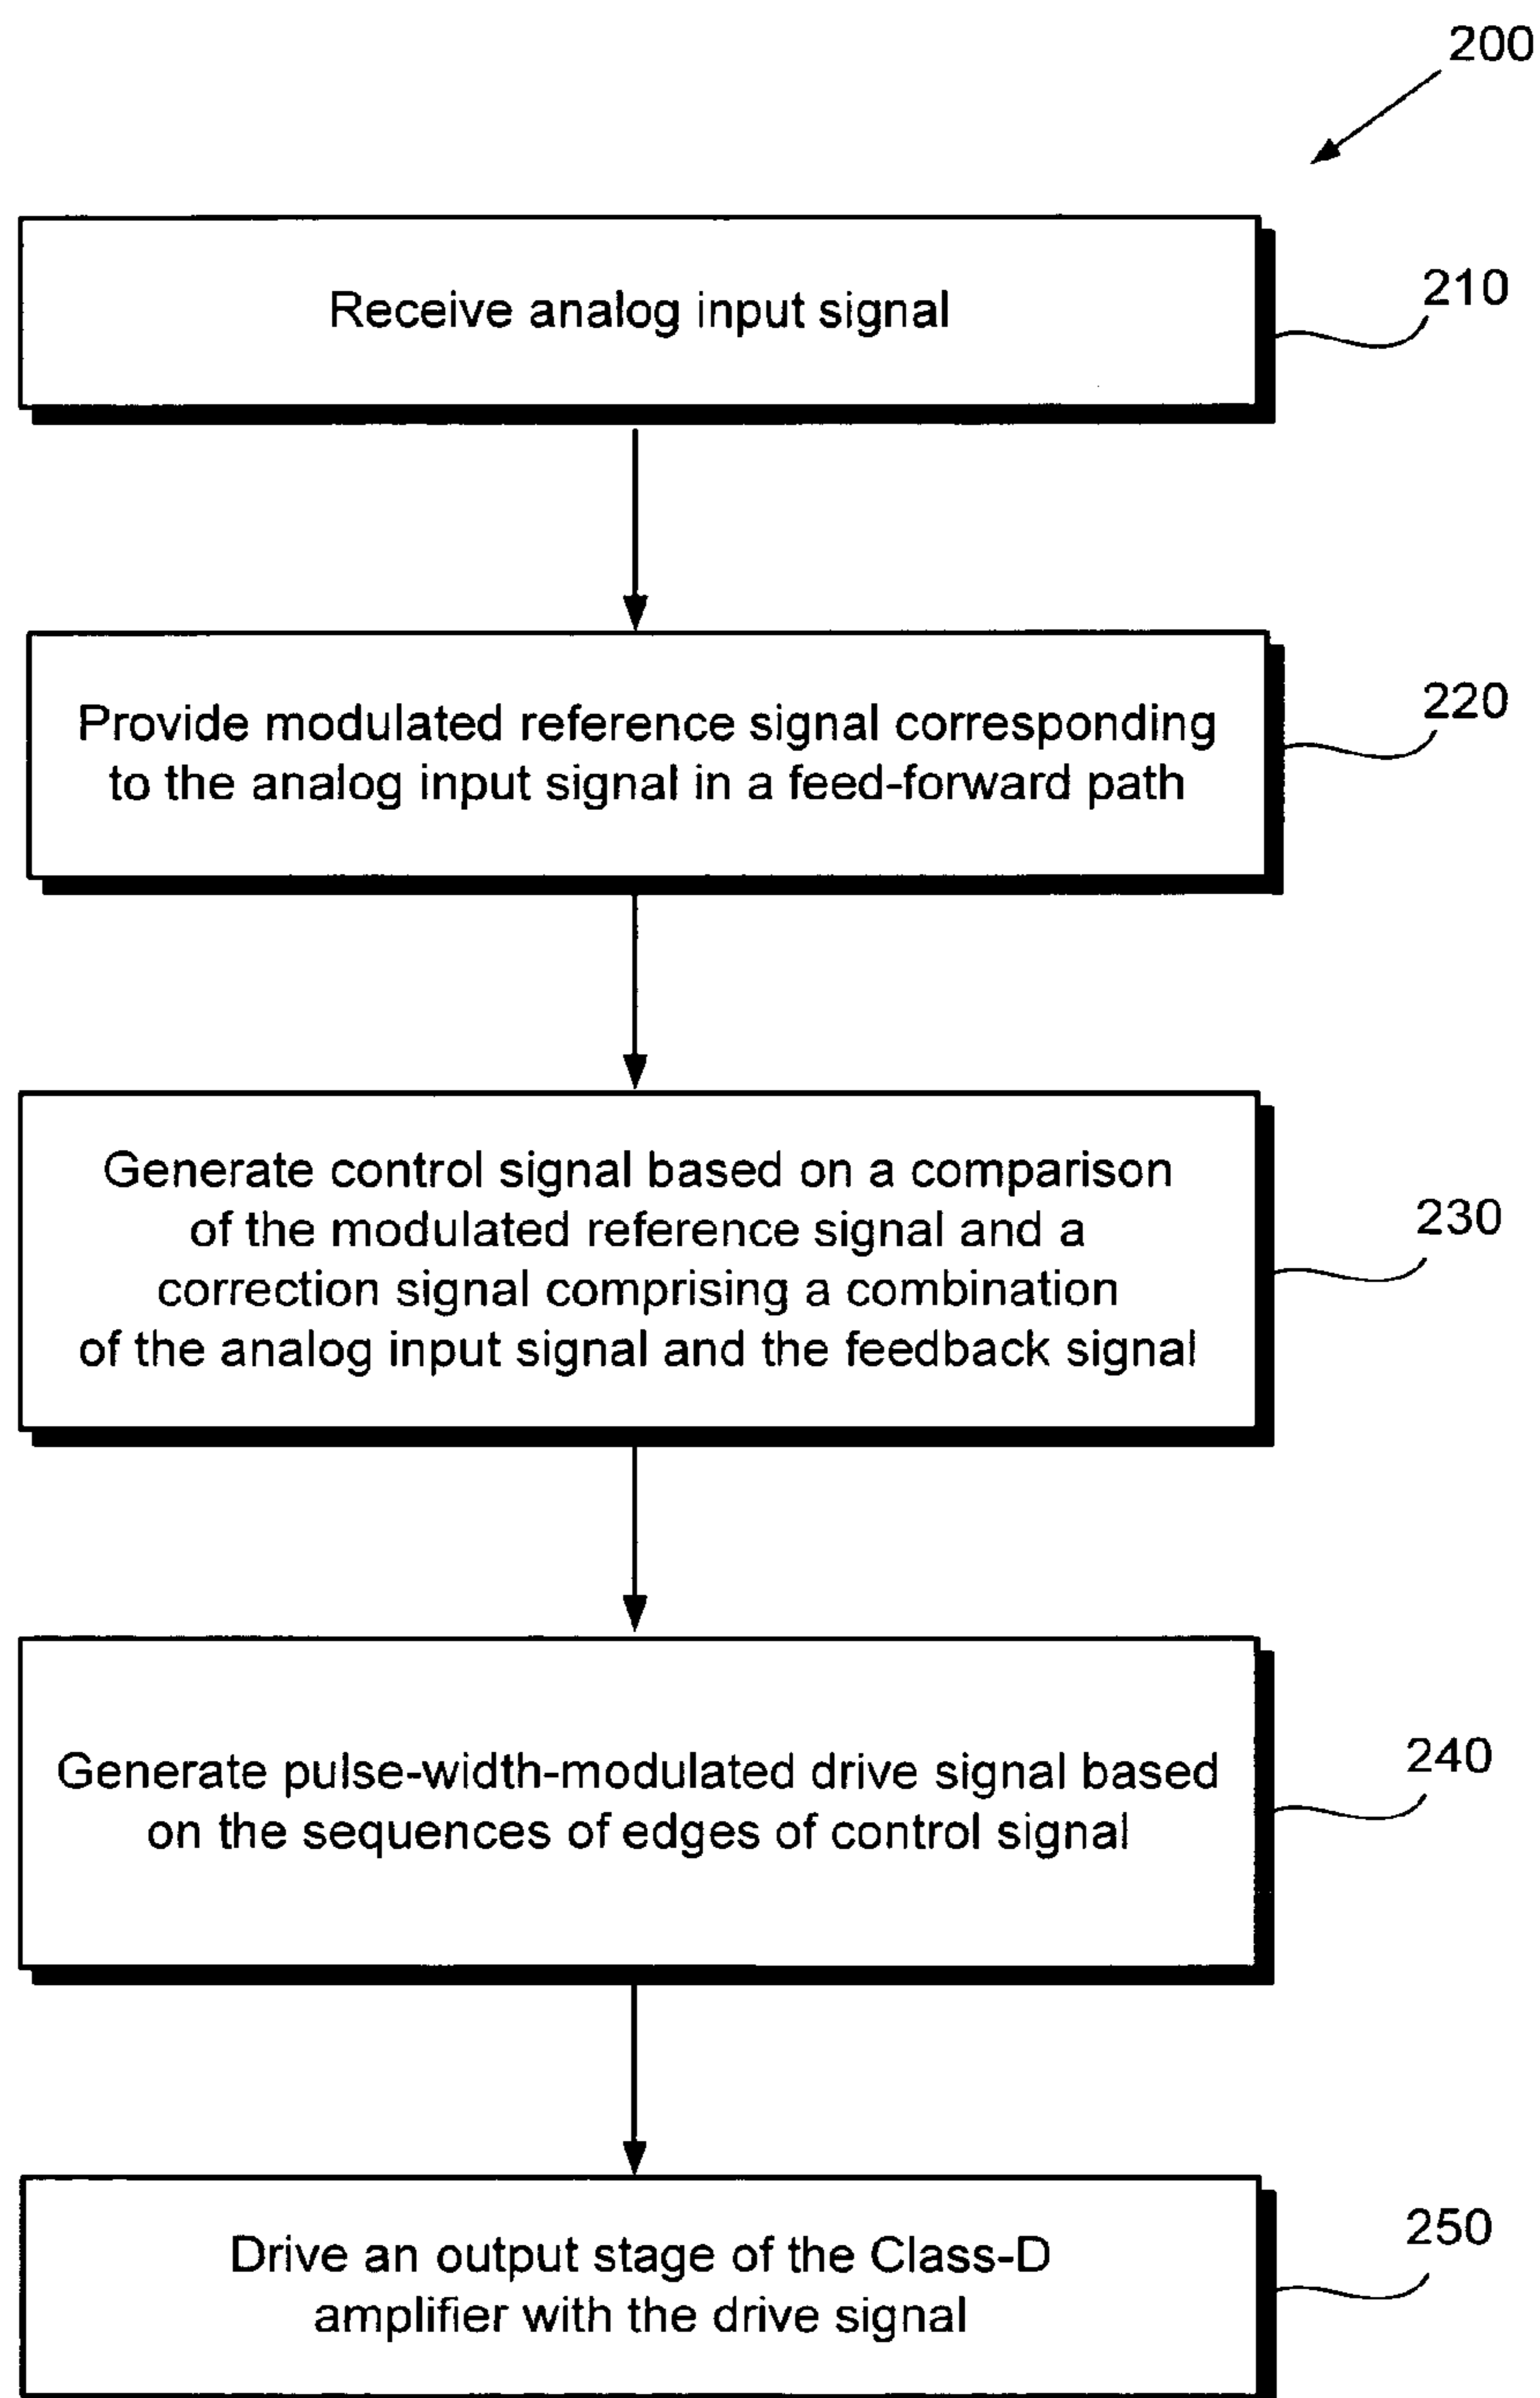 200
Receive analog input signal
210
Provide modulated reference signal corresponding
to the analog input signal in a feed-forward path
220
Generate control signal based on a comparison
of the modulated reference signal and a
correction signal comprising a combination
of the analog input signal and the feedback signal
230
Generate pulse-width-modulated drive signal based
on the sequences of edges of control signal
240
Drive an output stage of the Class-D
amplifier with the drive signal
250